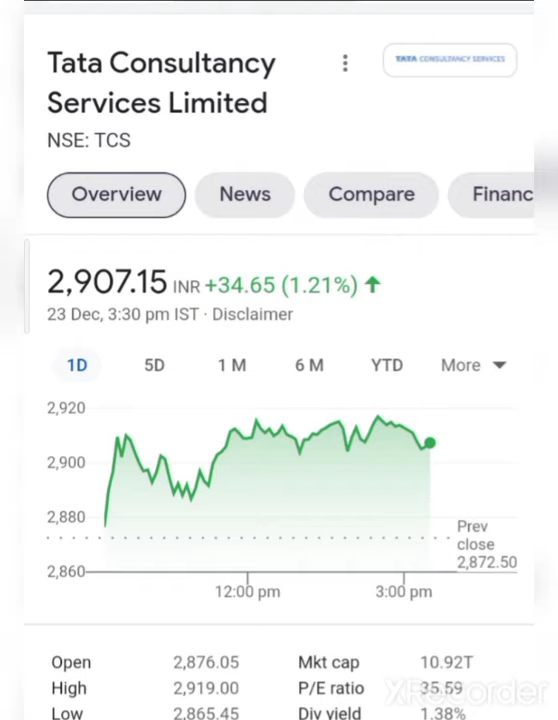 Tata Consultancy
Services Limited
TATA CONSULTANCY SERVICES
NSE: TCS
Overview
News
Compare
Financ
2,907.15 INR +34.65 (1.21%) ↑
23 Dec, 3:30 pm IST · Disclaimer
1D 5D 1 M 6 M YTD More
2,920
2,900
2,880
2,860
Prev
close
2,872.50
12:00 pm 3:00 pm
Open 2,876.05 Mkt cap 10.92T
High 2,919.00 P/E ratio 35.59
Low 2,865.45 Div yield 1.38%
XRecorder